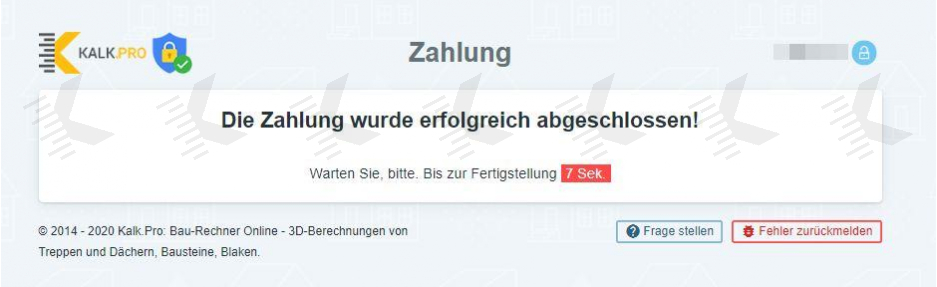 KALK.PRO
Zahlung
Die Zahlung wurde erfolgreich abgeschlossen!
Warten Sie, bitte. Bis zur Fertigstellung 7 Sek.
© 2014 - 2020 Kalk.Pro: Bau-Rechner Online - 3D-Berechnungen von
Treppen und Dächern, Bausteine, Blaken.
Frage stellen
Fehler zurückmelden